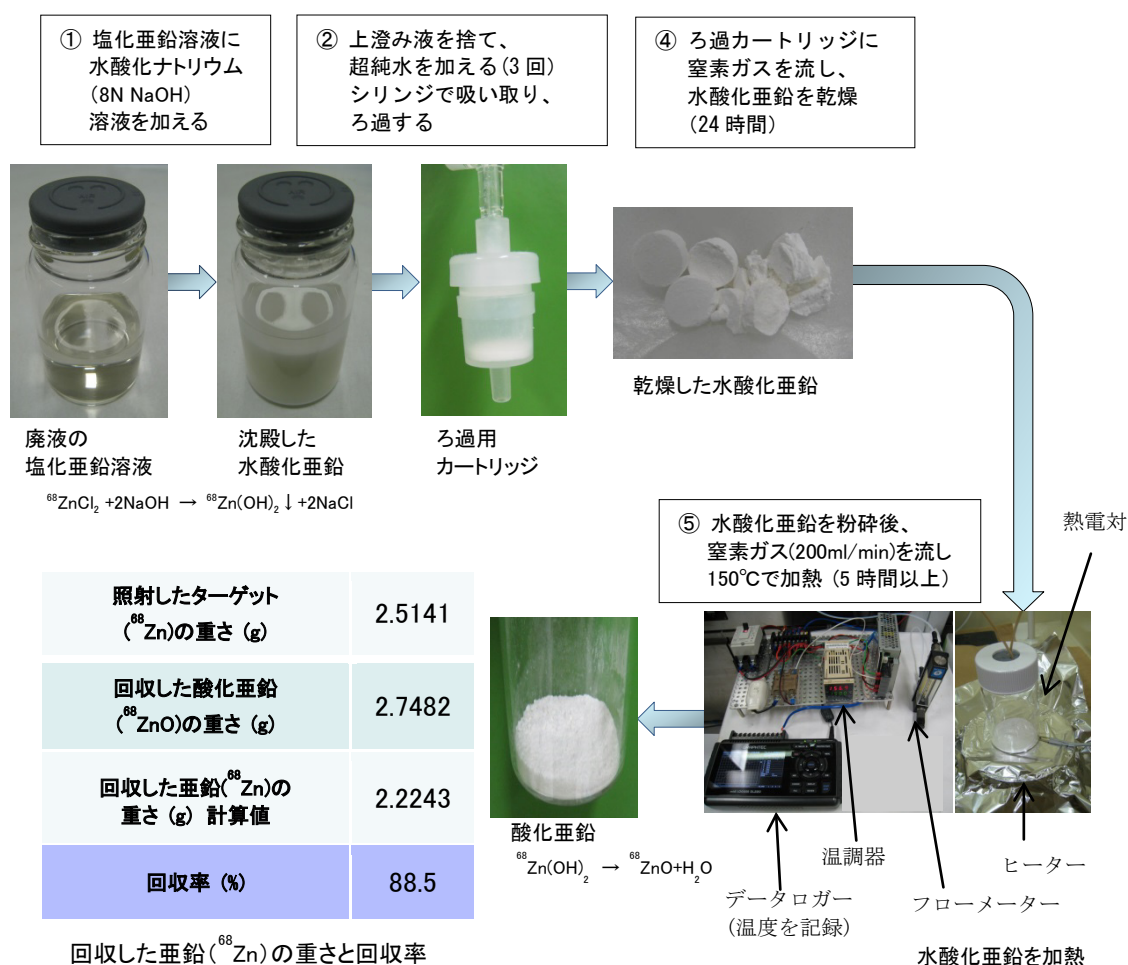 ① 塩化亜鉛溶液に
水酸化ナトリウム
(8N NaOH)
溶液を加える
② 上澄み液を捨て、
超純水を加える(3 回)
シリンジで吸い取り、
ろ過する
④ ろ過カートリッジに
窒素ガスを流し、
水酸化亜鉛を乾燥
(24 時間)
廃液の
塩化亜鉛溶液
沈殿した
水酸化亜鉛
ろ過用
カートリッジ
乾燥した水酸化亜鉛
⁶⁸ZnCl₂ +2NaOH → ⁶⁸Zn(OH)₂↓+2NaCl
⑤ 水酸化亜鉛を粉砕後、
窒素ガス(200ml/min)を流し
150℃で加熱 (5 時間以上)
熱電対
照射したターゲット
(⁶⁸Zn)の重さ (g)
2.5141
回収した酸化亜鉛
(⁶⁸ZnO)の重さ (g)
2.7482
回収した亜鉛(⁶⁸Zn)の
重さ (g) 計算値
2.2243
回収率 (%)
88.5
回収した亜鉛(⁶⁸Zn)の重さと回収率
酸化亜鉛
⁶⁸Zn(OH)₂ → ⁶⁸ZnO+H₂O
温調器
データロガー
(温度を記録)
フローメーター
ヒーター
水酸化亜鉛を加熱